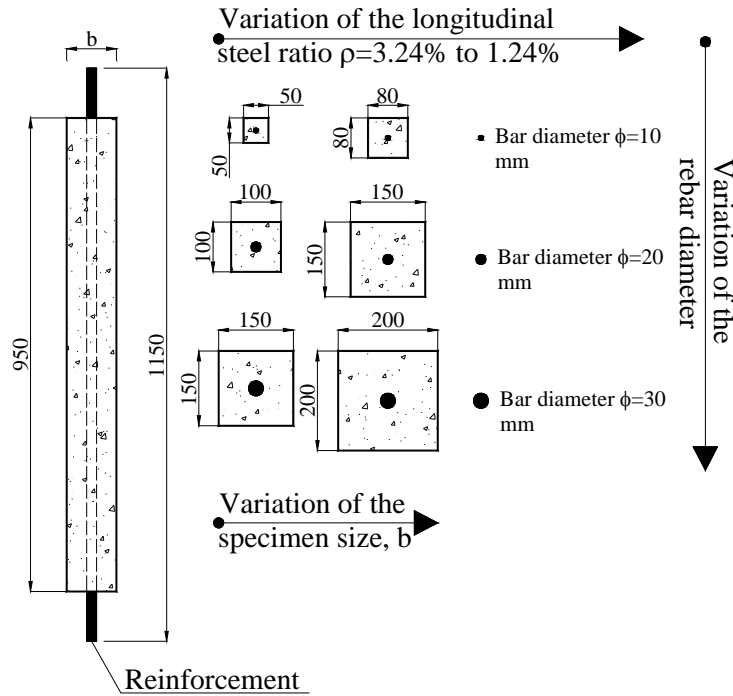 Variation of the longitudinal
steel ratio ρ=3.24% to 1.24%
b
50
80
50
80
Bar diameter ϕ=10
mm
100
150
100
150
Bar diameter ϕ=20
mm
150
200
150
200
Bar diameter ϕ=30
mm
Variation of the
rebar diameter
950
1150
Variation of the
specimen size, b
Reinforcement